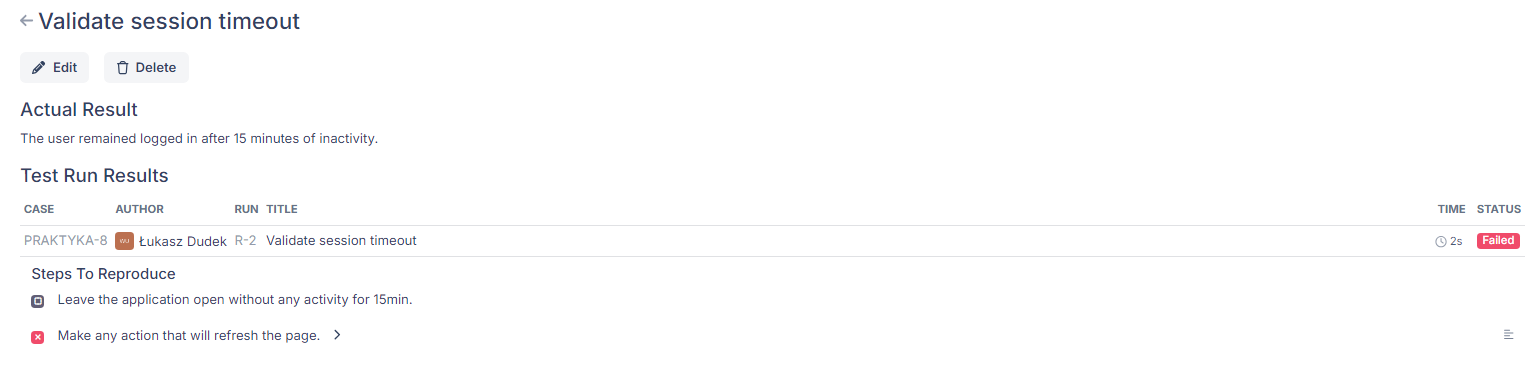 Validate session timeout
Edit Delete
Actual Result
The user remained logged in after 15 minutes of inactivity.
Test Run Results
CASE AUTHOR RUN TITLE TIME STATUS
PRAKTYKA-8 WU Łukasz Dudek R-2 Validate session timeout 2s Failed
Steps To Reproduce
Leave the application open without any activity for 15min.
Make any action that will refresh the page.